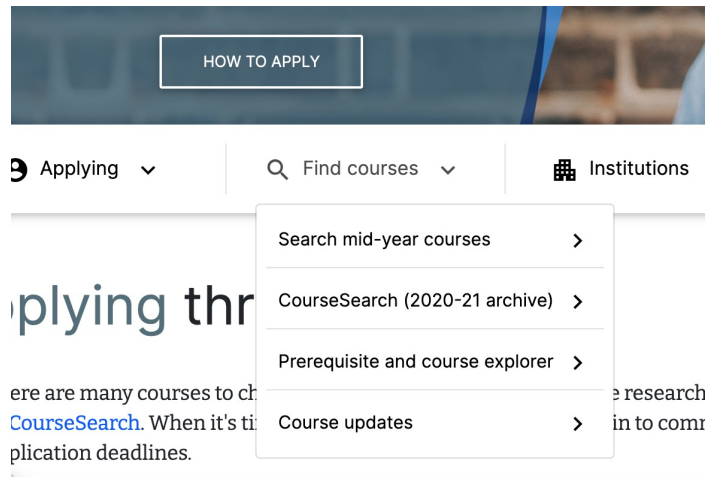 HOW TO APPLY
Applying
Find courses
Institutions
Search mid-year courses
CourseSearch (2020-21 archive)
Prerequisite and course explorer
Course updates
plying thr
ere are many courses to ch
e research
CourseSearch. When it's ti
in to com
plication deadlines.